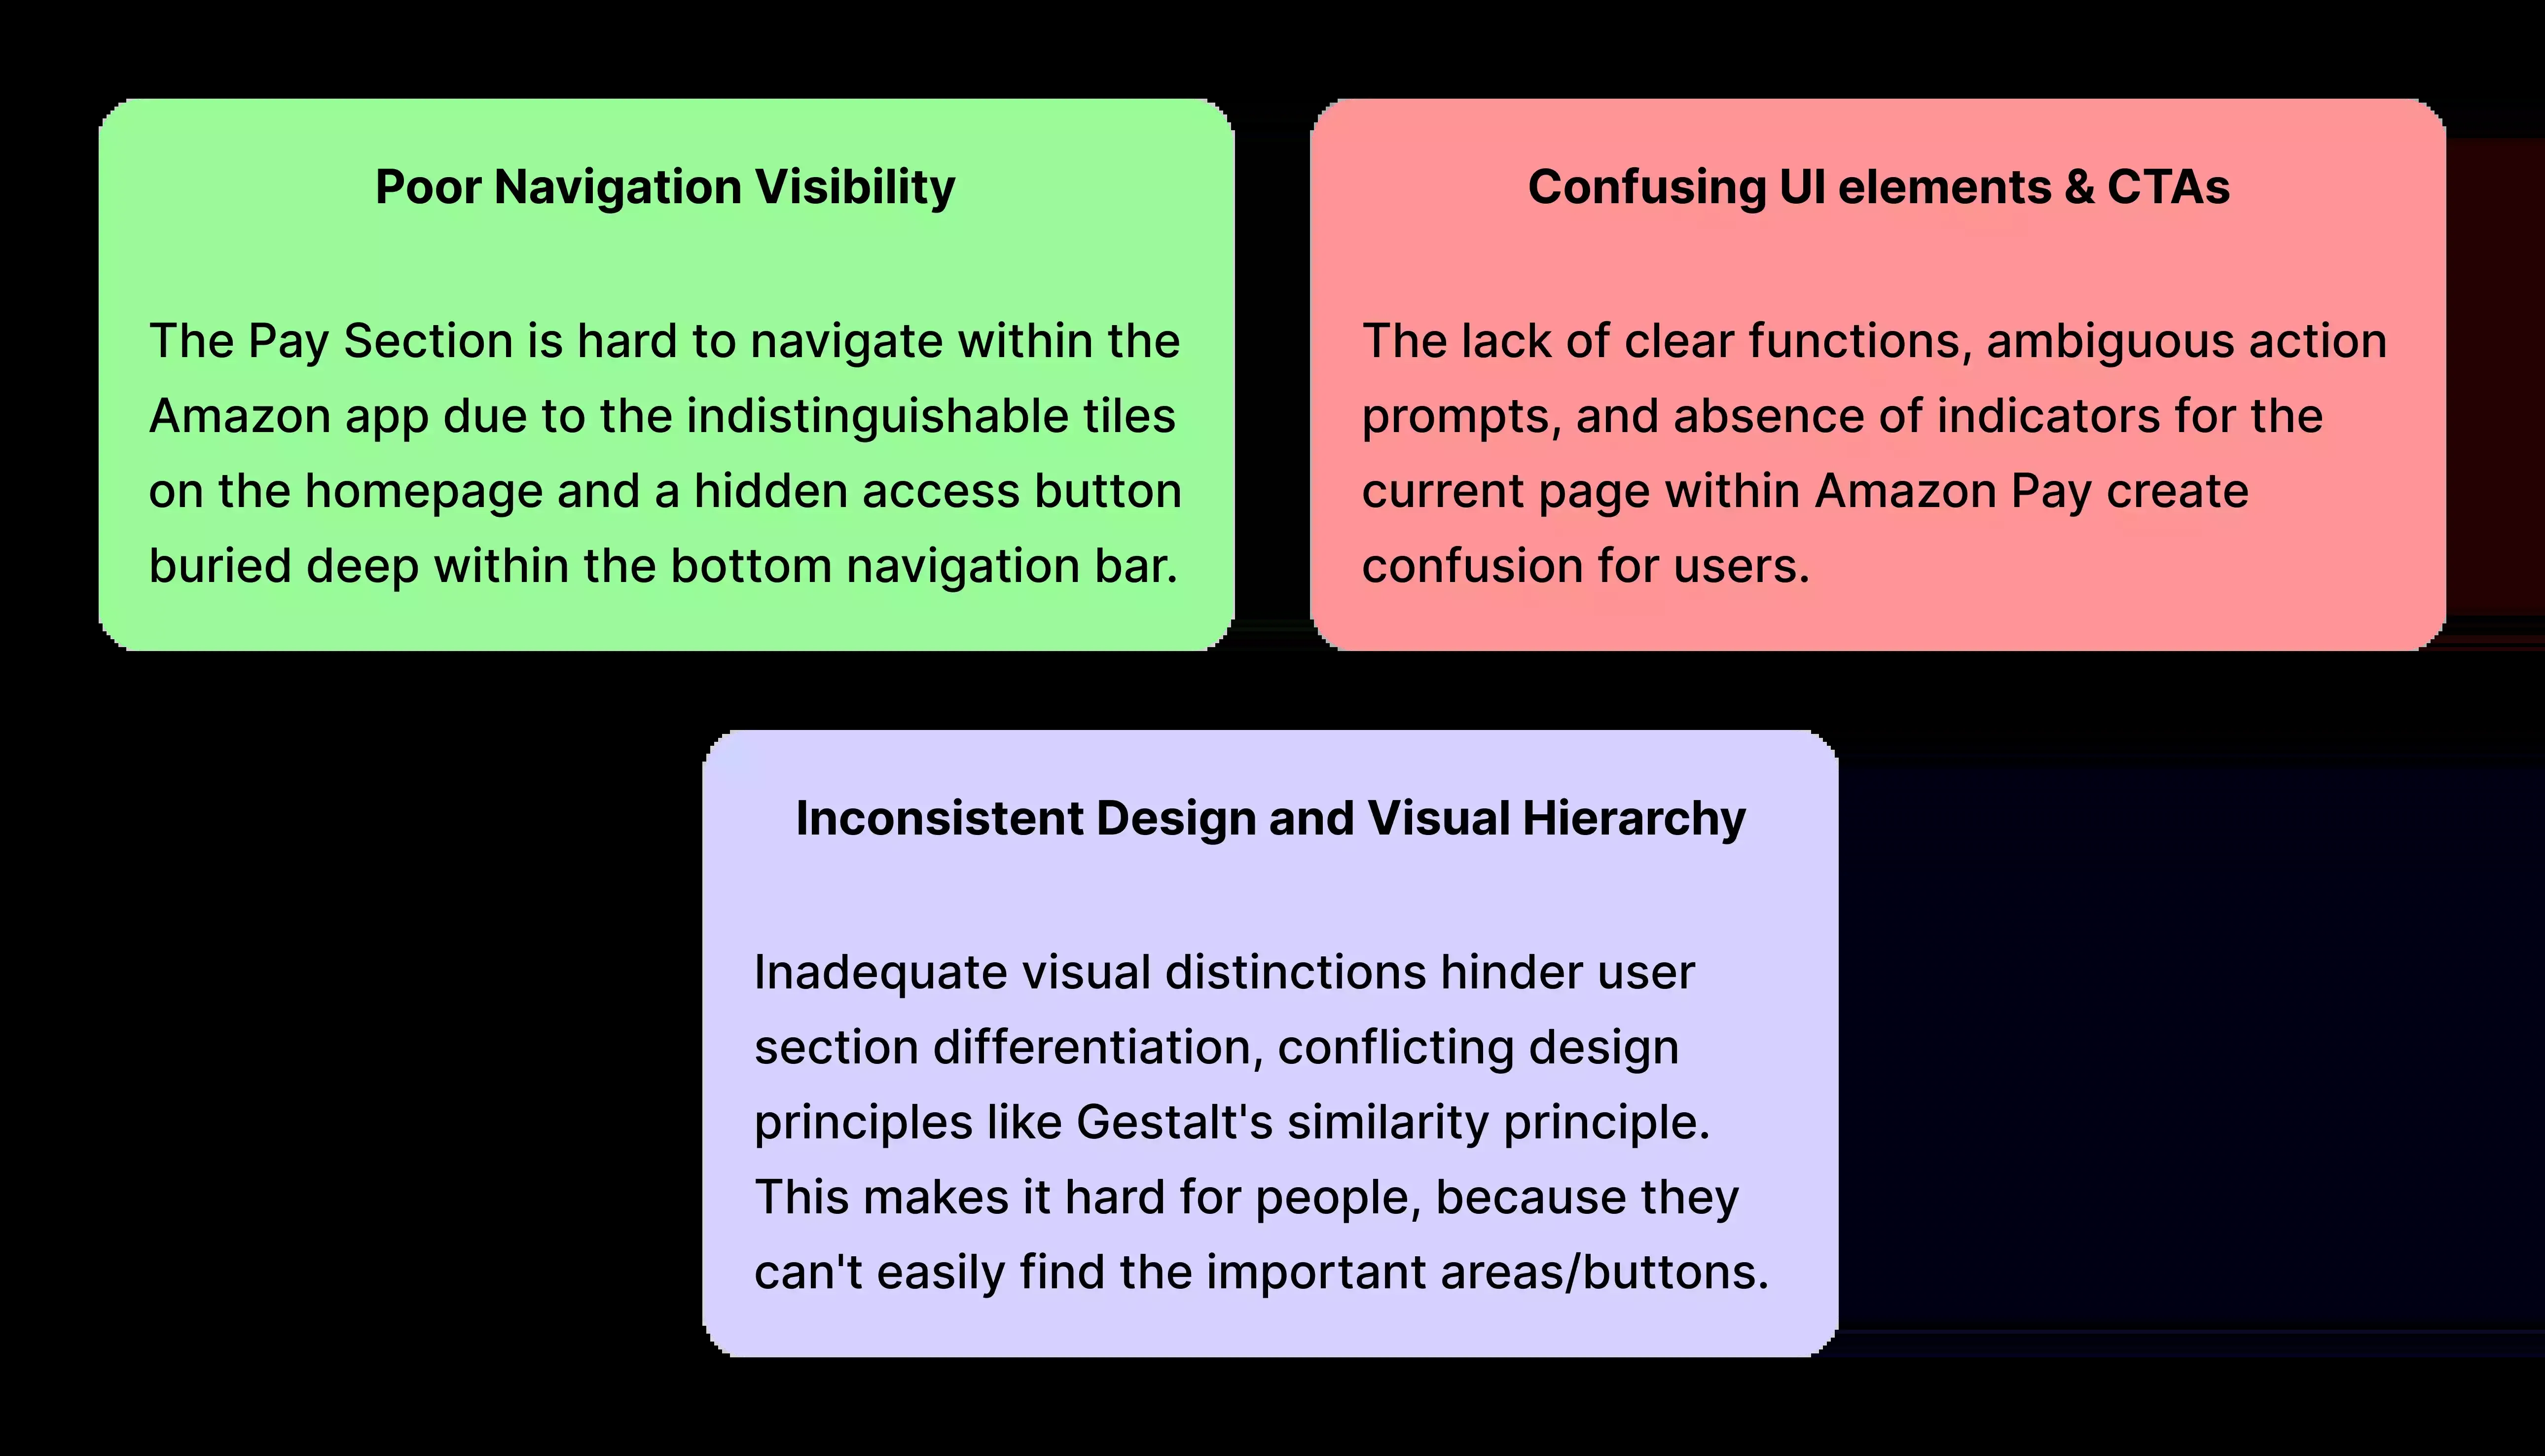 Poor Navigation Visibility
The Pay Section is hard to navigate within the
Amazon app due to the indistinguishable tiles
on the homepage and a hidden access button
buried deep within the bottom navigation bar.
Confusing UI elements & CTAs
The lack of clear functions, ambiguous action
prompts, and absence of indicators for the
current page within Amazon Pay create
confusion for users.
Inconsistent Design and Visual Hierarchy
Inadequate visual distinctions hinder user
section differentiation, conflicting design
principles like Gestalt's similarity principle.
This makes it hard for people, because they
can't easily find the important areas/buttons.